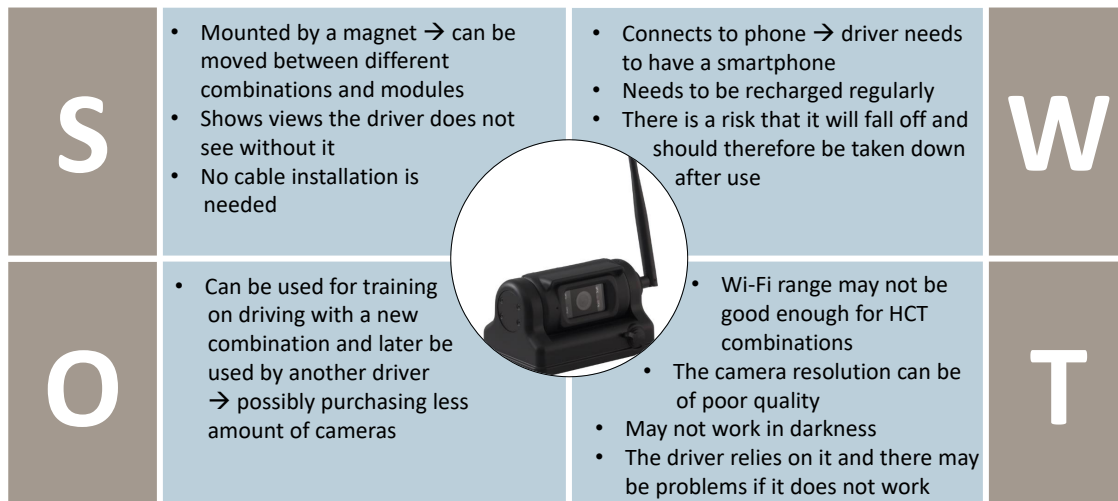 S
• Mounted by a magnet → can be
moved between different
combinations and modules
• Shows views the driver does not
see without it
• No cable installation is
needed
• Connects to phone → driver needs
to have a smartphone
• Needs to be recharged regularly
• There is a risk that it will fall off and
should therefore be taken down
after use
W
O
• Can be used for training
on driving with a new
combination and later be
used by another driver
→ possibly purchasing less
amount of cameras
• Wi-Fi range may not be
good enough for HCT
combinations
• The camera resolution can be
of poor quality
• May not work in darkness
• The driver relies on it and there may
be problems if it does not work
T